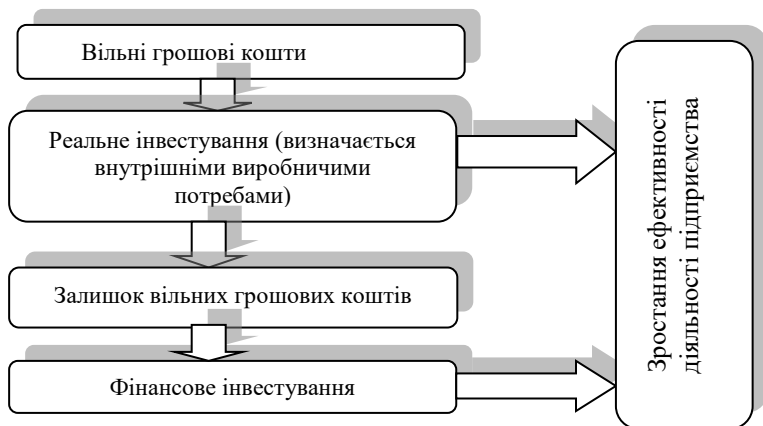 Вільні грошові кошти
Реальне інвестування (визначається
внутрішніми виробничими
потребами)
Залишок вільних грошових коштів
Фінансове інвестування
Зростання ефективності
діяльності підприємства